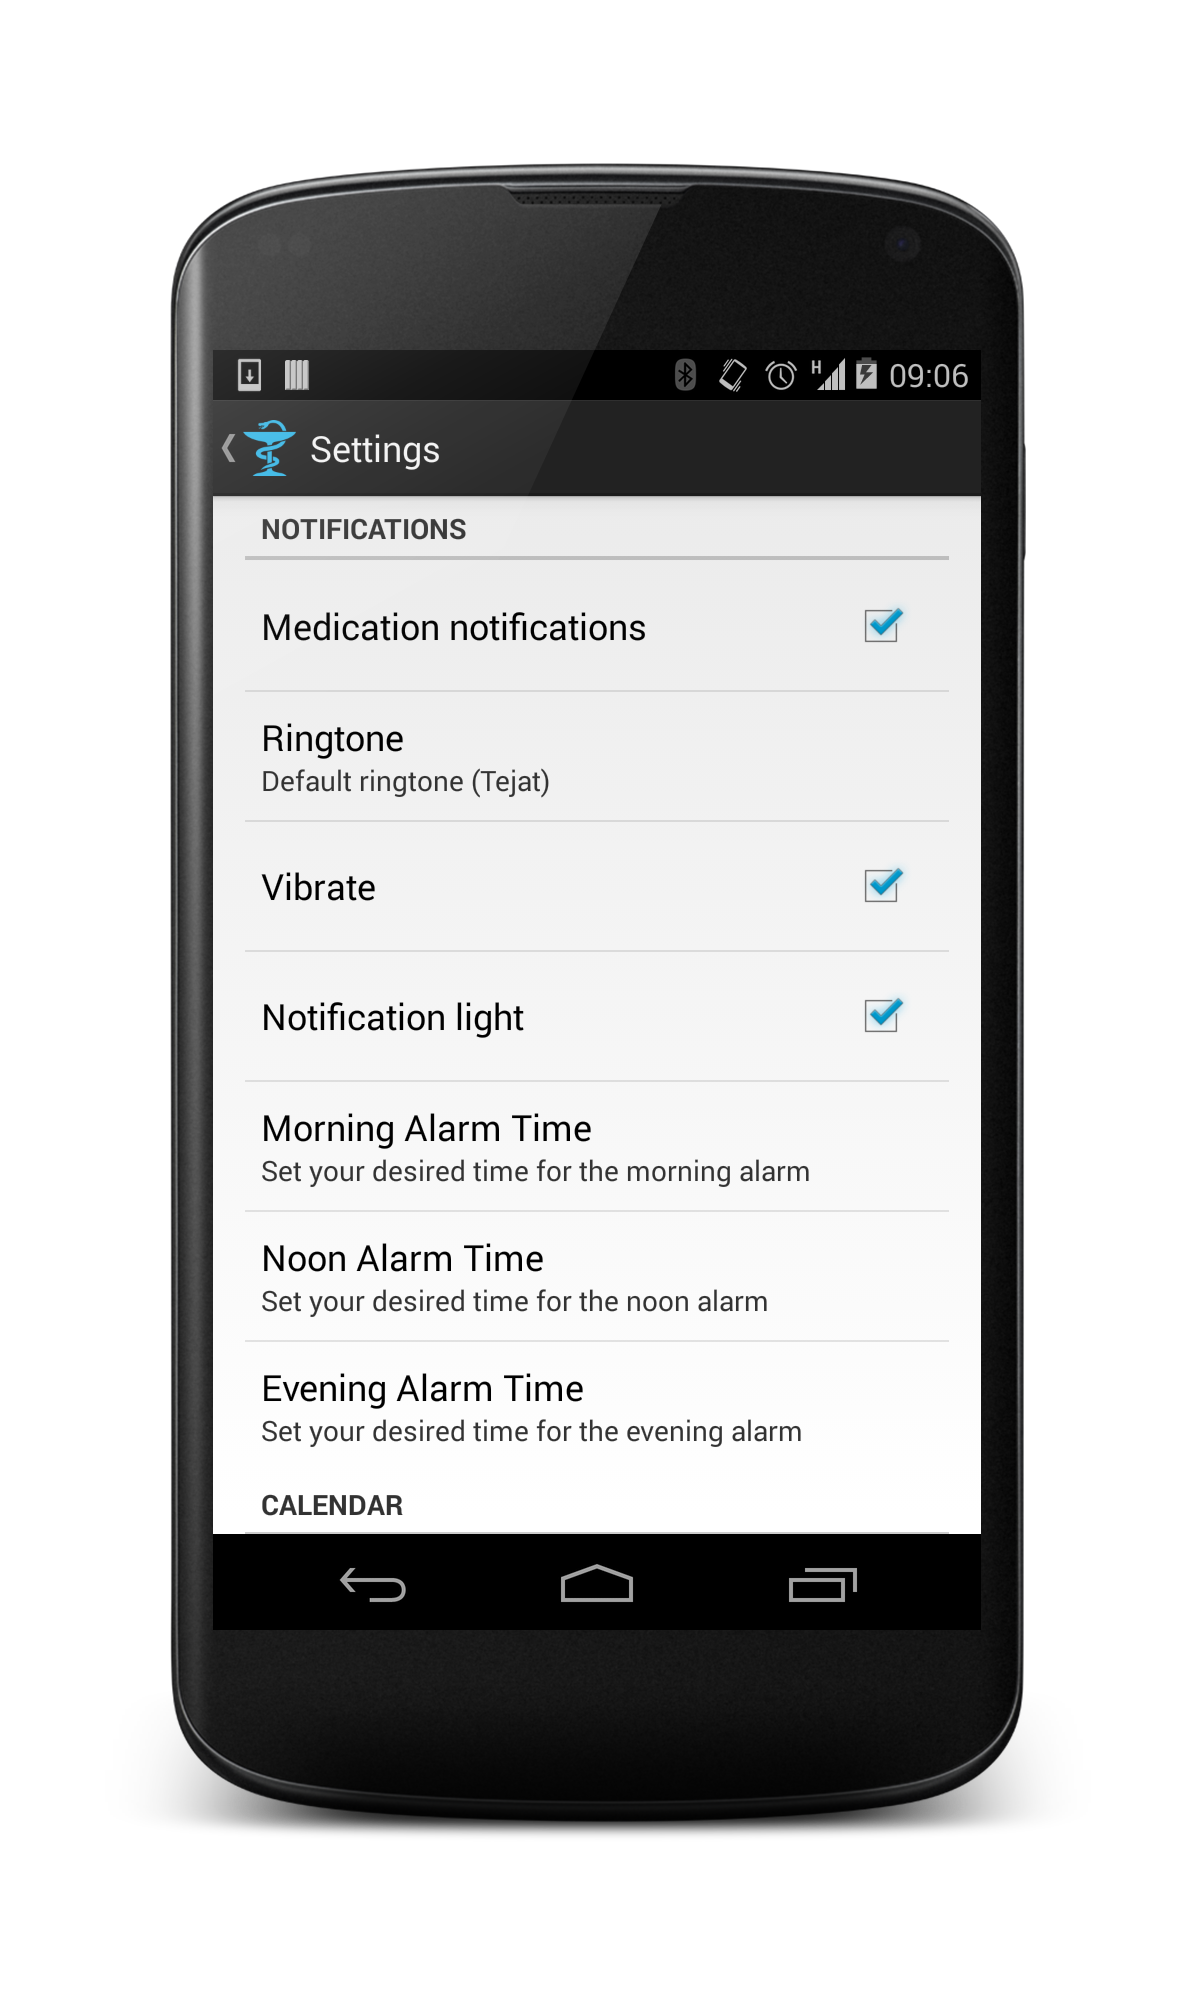 H 09:06
Settings
NOTIFICATIONS
Medication notifications
Ringtone
Default ringtone (Tejat)
Vibrate
Notification light
Morning Alarm Time
Set your desired time for the morning alarm
Noon Alarm Time
Set your desired time for the noon alarm
Evening Alarm Time
Set your desired time for the evening alarm
CALENDAR